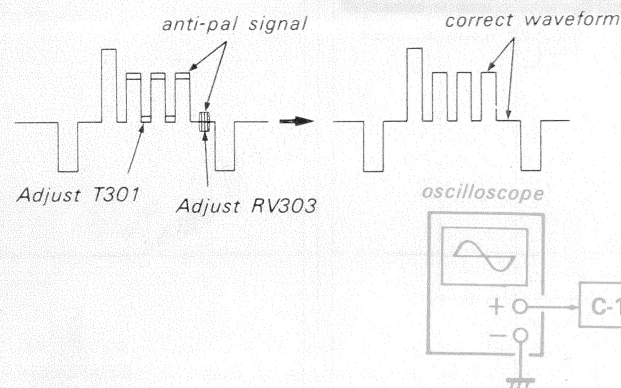 anti-pal signal
correct waveform
Adjust T301
Adjust RV303
oscilloscope
+
−
C-1